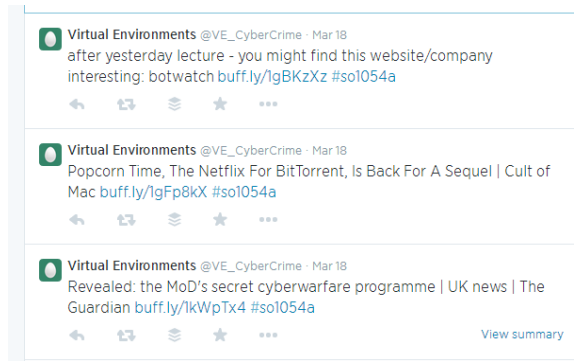 Virtual Environments @VE_CyberCrime · Mar 18
after yesterday lecture - you might find this website/company
interesting: botwatch buff.ly/1gBKzXz #so1054a
Virtual Environments @VE_CyberCrime · Mar 18
Popcorn Time, The Netflix For BitTorrent, Is Back For A Sequel | Cult of
Mac buff.ly/1gFp8kX #so1054a
Virtual Environments @VE_CyberCrime · Mar 18
Revealed: the MoD's secret cyberwarfare programme | UK news | The
Guardian buff.ly/1kWpTx4 #so1054a
View summary